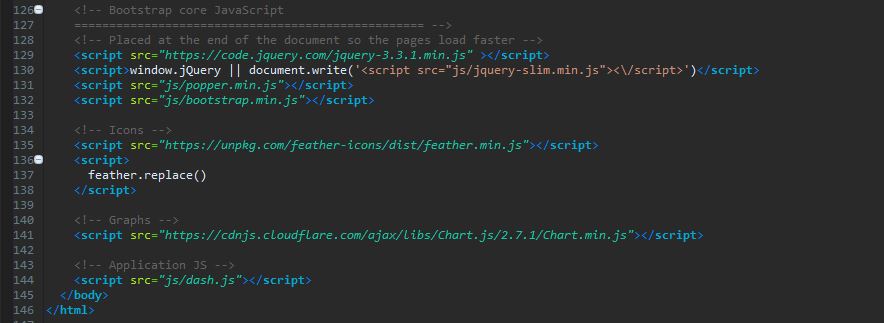 126 <!-- Bootstrap core JavaScript
127 ================================================== -->
128 <!-- Placed at the end of the document so the pages load faster -->
129 <script src="https://code.jquery.com/jquery-3.3.1.min.js" ></script>
130 <script>window.jQuery || document.write('<script src="js/jquery-slim.min.js"><\/script>')</script>
131 <script src="js/popper.min.js"></script>
132 <script src="js/bootstrap.min.js"></script>
133
134 <!-- Icons -->
135 <script src="https://unpkg.com/feather-icons/dist/feather.min.js"></script>
136 <script>
137 feather.replace()
138 </script>
139
140 <!-- Graphs -->
141 <script src="https://cdnjs.cloudflare.com/ajax/libs/Chart.js/2.7.1/Chart.min.js"></script>
142
143 <!-- Application JS -->
144 <script src="js/dash.js"></script>
145 </body>
146 </html>